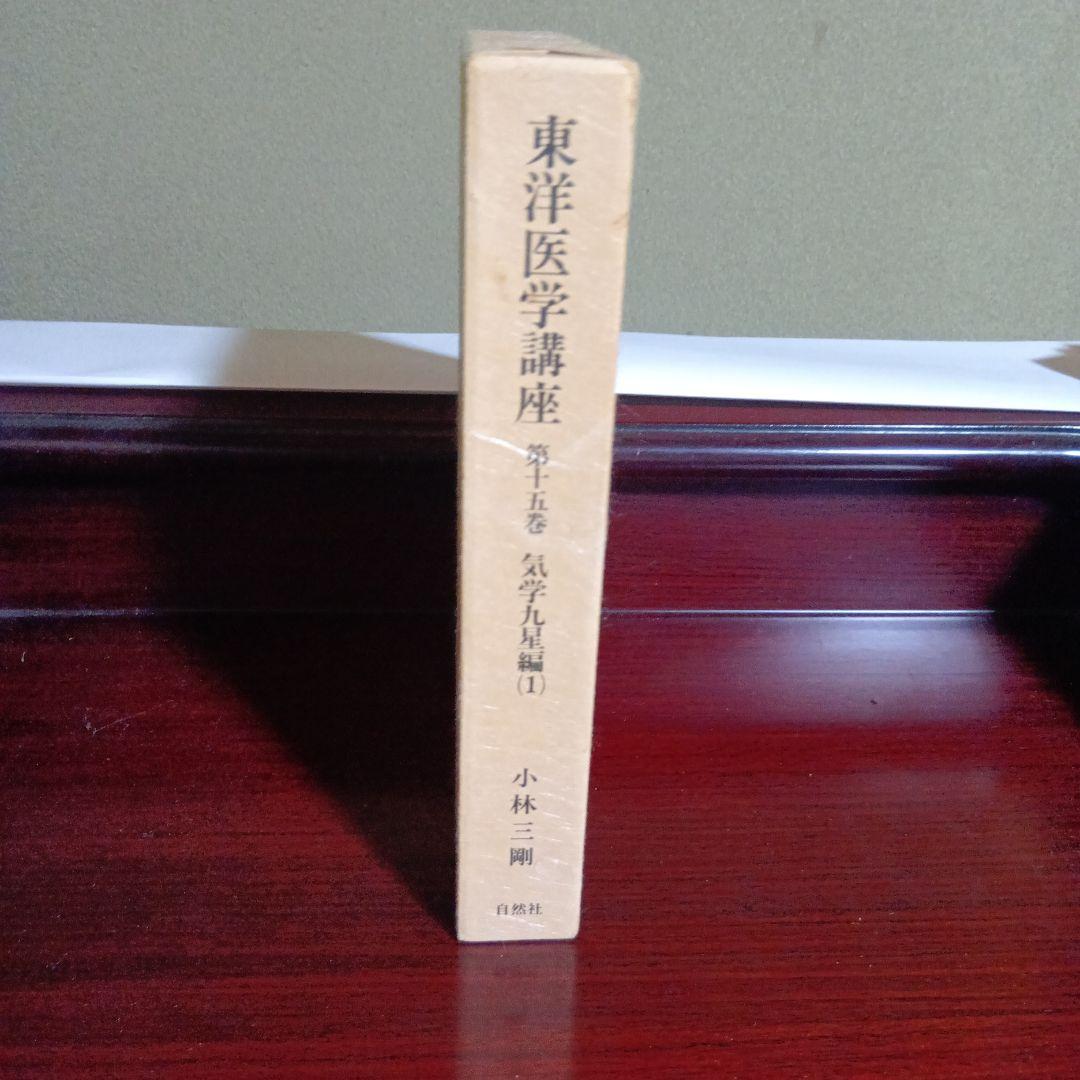 東洋医学講座
第十五巻
気学九星編(1)
小林三剛
自然社